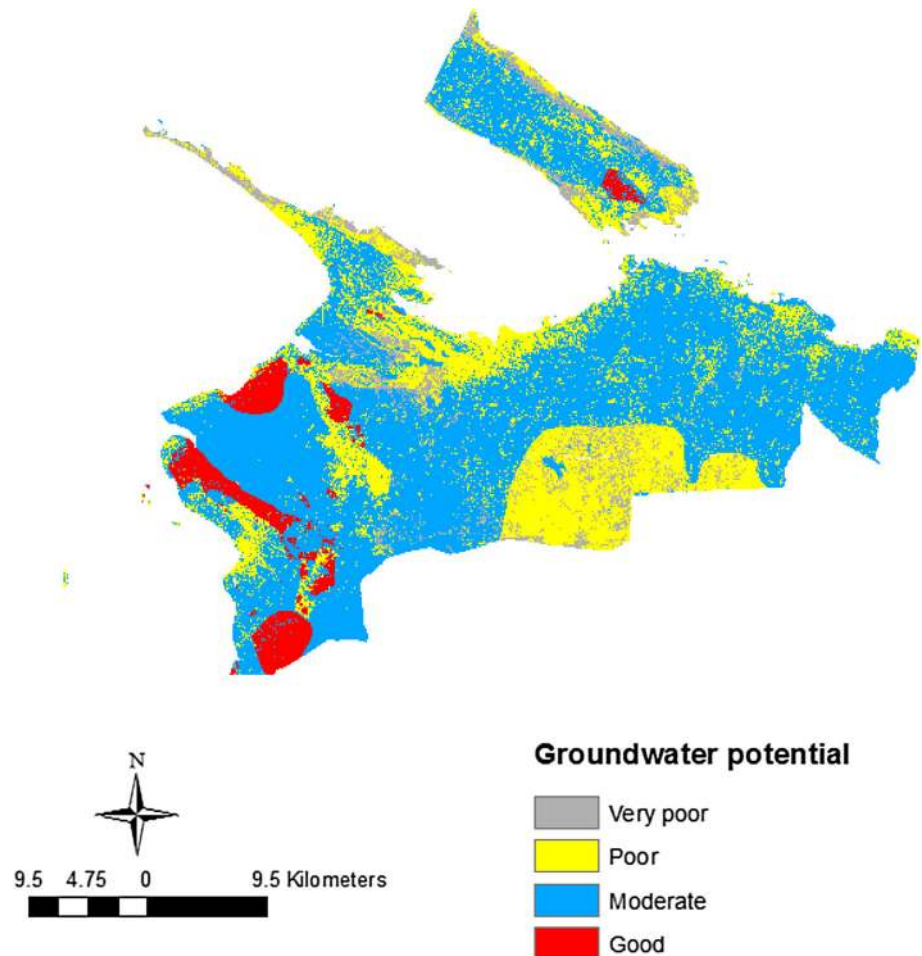 N
9.5 4.75 0 9.5 Kilometers
Groundwater potential
Very poor
Poor
Moderate
Good